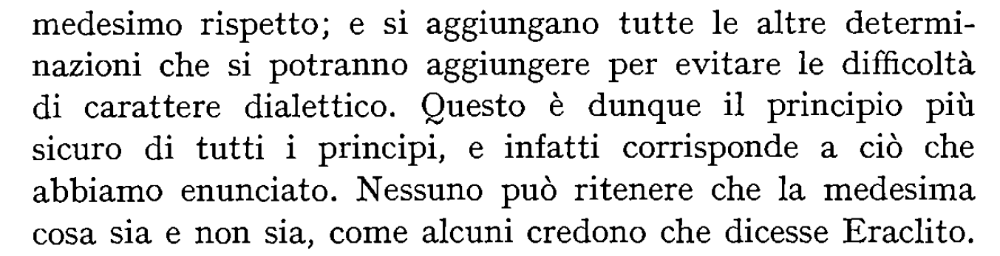 medesimo rispetto; e si aggiungano tutte le altre determi-
nazioni che si potranno aggiungere per evitare le difficoltà
di carattere dialettico. Questo è dunque il principio più
sicuro di tutti i principi, e infatti corrisponde a ciò che
abbiamo enunciato. Nessuno può ritenere che la medesima
cosa sia e non sia, come alcuni credono che dicesse Eraclito.